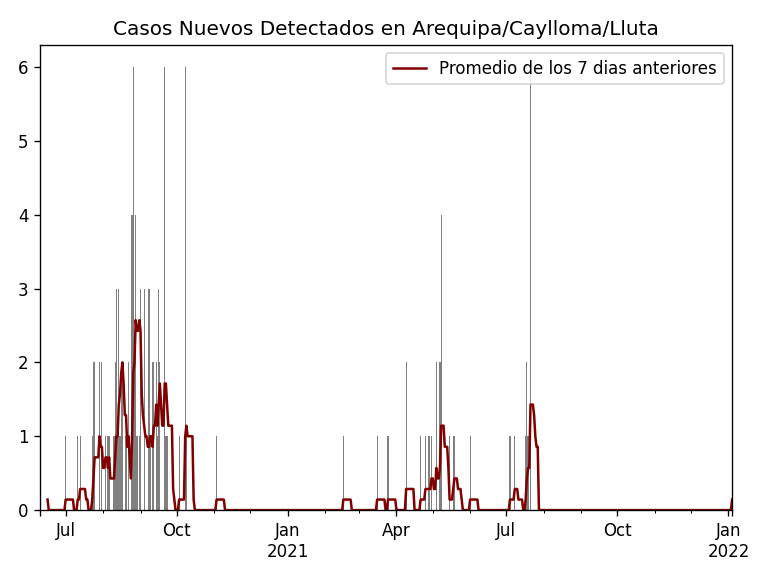 Casos Nuevos Detectados en Arequipa/Caylloma/Lluta
Promedio de los 7 dias anteriores
6
5
4
3
2
1
0
Jul
Oct
Jan
2021
Apr
Jul
Oct
Jan
2022